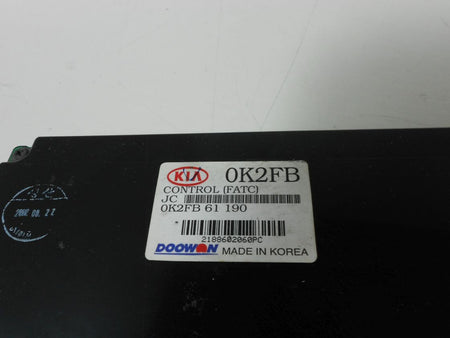 KIA 0K2FB
CONTROL (FATC)
JC
0K2FB 61 190
2188602060PC
DOOWON MADE IN KOREA